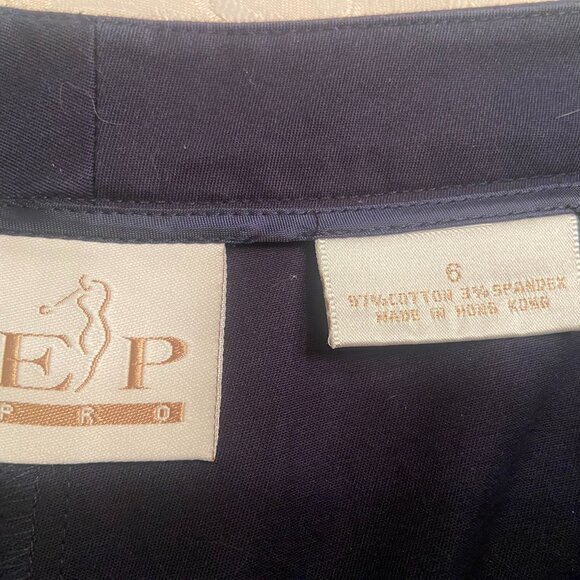 EP
PRO
6
97% COTTON 3% SPANDEX
MADE IN HONG KONG